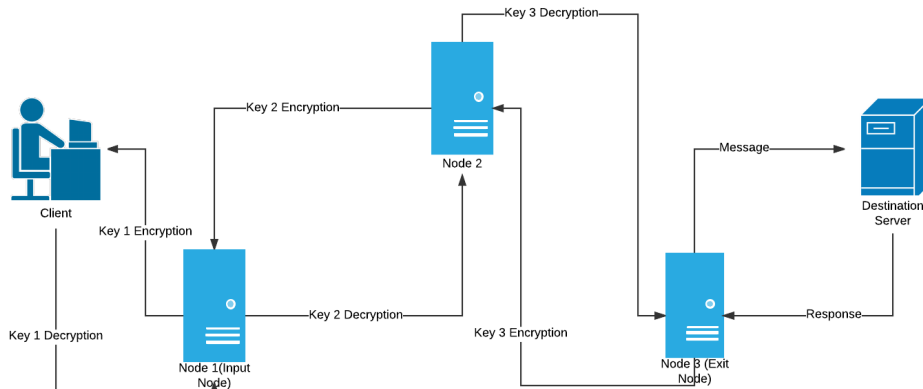 Key 3 Decryption
Key 2 Encryption
Node 2
Message
Client
Destination
Server
Key 1 Encryption
Key 2 Decryption
Key 3 Encryption
Response
Key 1 Decryption
Node 1(Input
Node)
Node 3 (Exit
Node)